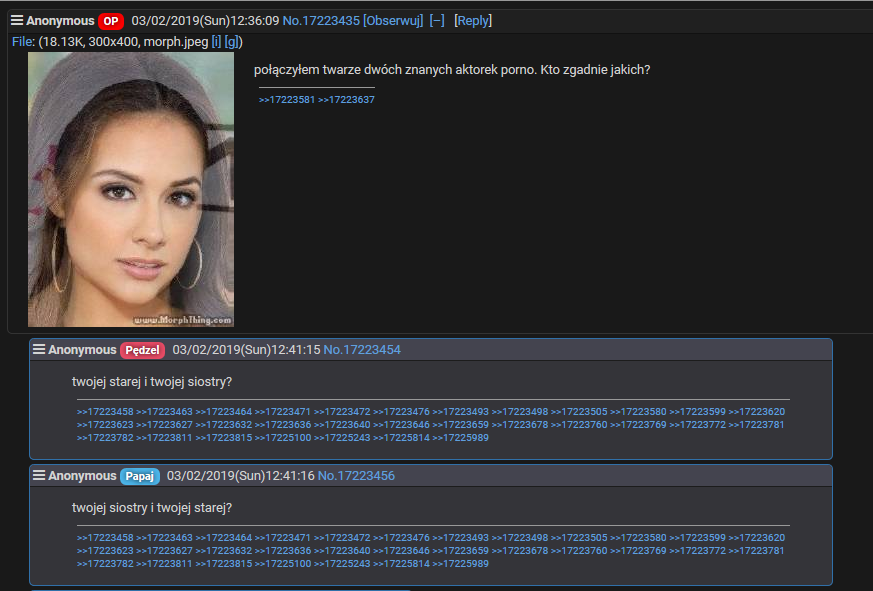 Anonymous OP 03/02/2019(Sun)12:36:09 No.17223435 [Obserwuj] [−] [Reply]
File: (18.13K, 300x400, morph.jpeg [i] [g])
połączyłem twarze dwóch znanych aktorek porno. Kto zgadnie jakich?
>>17223581 >>17223637
www.MorphThing.com
Anonymous Pędzel 03/02/2019(Sun)12:41:15 No.17223454
twojej starej i twojej siostry?
>>17223458 >>17223463 >>17223464 >>17223471 >>17223472 >>17223476 >>17223493 >>17223498 >>17223505 >>17223580 >>17223599 >>17223620
>>17223623 >>17223627 >>17223632 >>17223636 >>17223640 >>17223646 >>17223659 >>17223678 >>17223760 >>17223769 >>17223772 >>17223781
>>17223782 >>17223811 >>17223815 >>17225100 >>17225243 >>17225814 >>17225989
Anonymous Papaj 03/02/2019(Sun)12:41:16 No.17223456
twojej siostry i twojej starej?
>>17223458 >>17223463 >>17223464 >>17223471 >>17223472 >>17223476 >>17223493 >>17223498 >>17223505 >>17223580 >>17223599 >>17223620
>>17223623 >>17223627 >>17223632 >>17223636 >>17223640 >>17223646 >>17223659 >>17223678 >>17223760 >>17223769 >>17223772 >>17223781
>>17223782 >>17223811 >>17223815 >>17225100 >>17225243 >>17225814 >>17225989